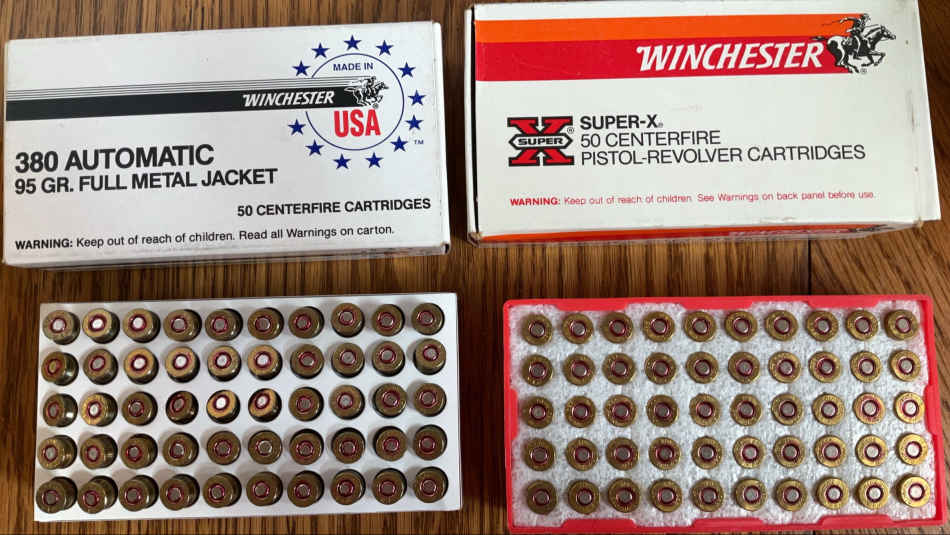 MADE IN
WINCHESTER
USA
™
380 AUTOMATIC
95 GR. FULL METAL JACKET
50 CENTERFIRE CARTRIDGES
WARNING: Keep out of reach of children. Read all Warnings on carton.
WINCHESTER®
X® SUPER
SUPER-X®
50 CENTERFIRE
PISTOL-REVOLVER CARTRIDGES
WARNING: Keep out of reach of children. See Warnings on back panel before use.